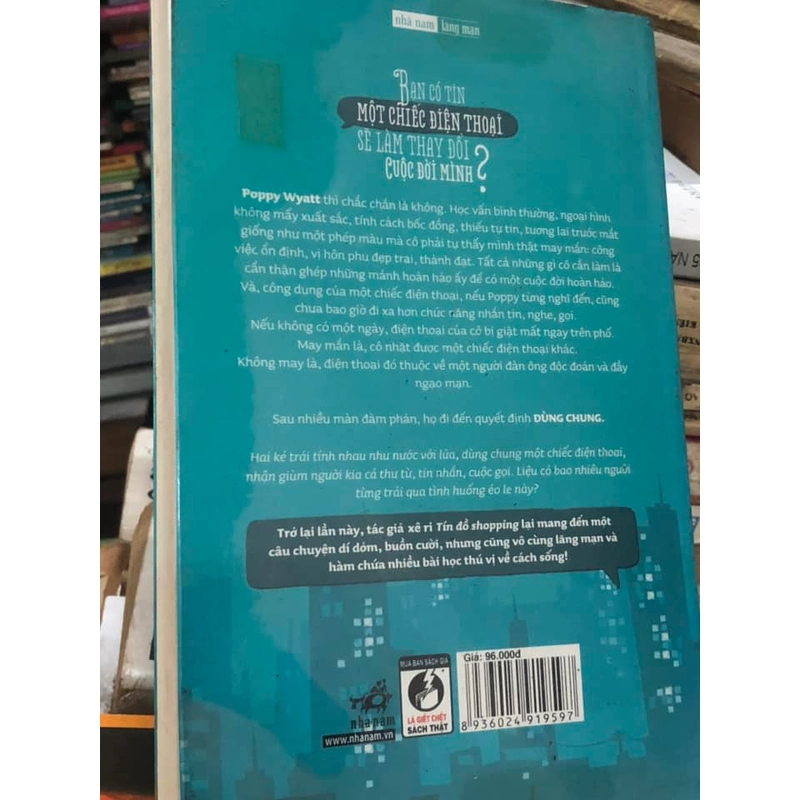 nhã nam lãng mạn
BẠN CÓ TIN
MỘT CHIẾC ĐIỆN THOẠI
SẼ LÀM THAY ĐỔI
CUỘC ĐỜI MÌNH?
Poppy Wyatt thì chắc chắn là không. Học vấn bình thường, ngoại hình
không mấy xuất sắc, tính cách bốc đồng, thiếu tự tin, tương lai trước mắt
giống như một phép màu mà cô phải tự thấy mình thật may mắn: công
việc ổn định, vị hôn phu đẹp trai, thành đạt. Tất cả những gì cô cần làm là
cẩn thận ghép những mảnh hoàn hảo ấy để có một cuộc đời hoàn hảo.
Và, công dụng của một chiếc điện thoại, nếu Poppy từng nghĩ đến, cũng
chưa bao giờ đi xa hơn chức năng nhắn tin, nghe, gọi.
Nếu không có một ngày, điện thoại của cô bị giật mất ngay trên phố.
May mắn là, cô nhặt được một chiếc điện thoại khác.
Không may là, điện thoại đó thuộc về một người đàn ông độc đoán và đầy
ngạo mạn.
Sau nhiều màn đàm phán, họ đi đến quyết định DÙNG CHUNG.
Hai kẻ trái tính nhau như nước với lửa, dùng chung một chiếc điện thoại,
nhận giùm người kia cả thư từ, tin nhắn, cuộc gọi. Liệu có bao nhiêu người
từng trải qua tình huống éo le này?
Trở lại lần này, tác giả xê ri Tín đồ shopping lại mang đến một
câu chuyện dí dỏm, buồn cười, nhưng cũng vô cùng lãng mạn và
hàm chứa nhiều bài học thú vị về cách sống!
nhã nam
www.nhanam.vn
MUA BÁN SÁCH GIẢ
LÀ GIẾT CHẾT
SÁCH THẬT
Giá: 96.000đ
8 936024 919597